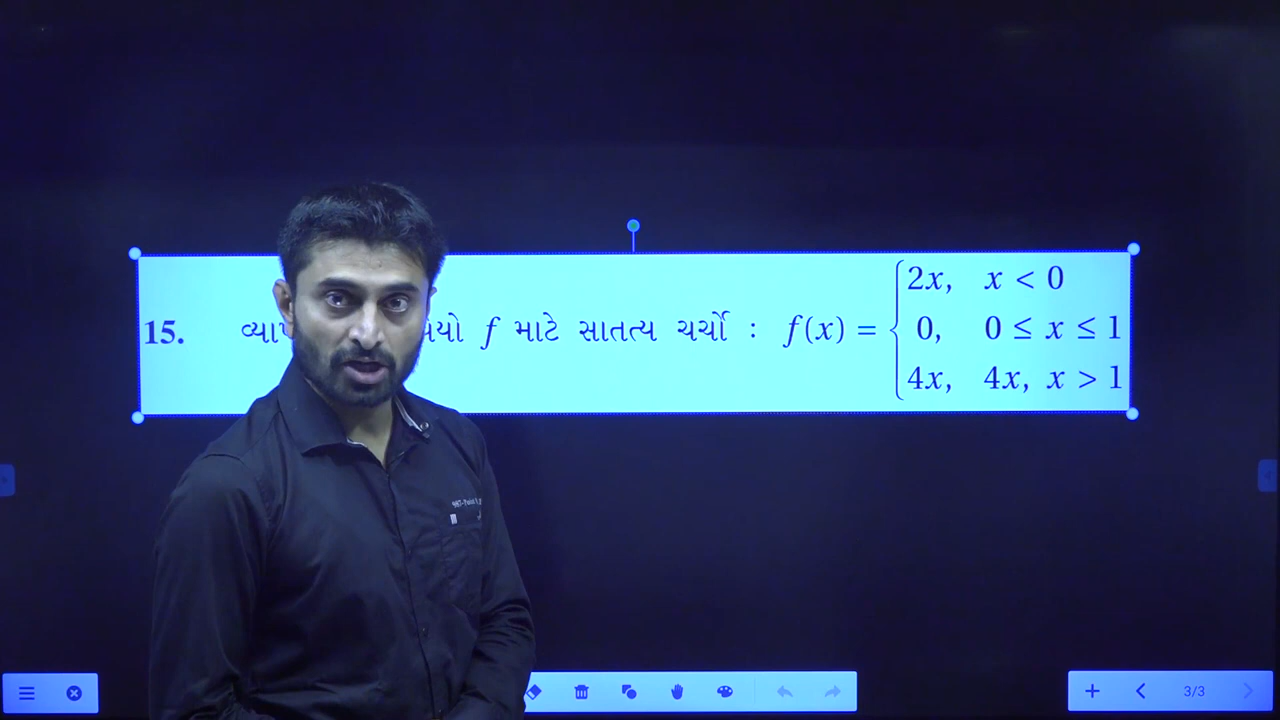 15. f માટે સાતત્ય ચર્ચો : f(x) =
2x, x < 0
0, 0 ≤ x ≤ 1
4x, 4x, x > 1
3/3